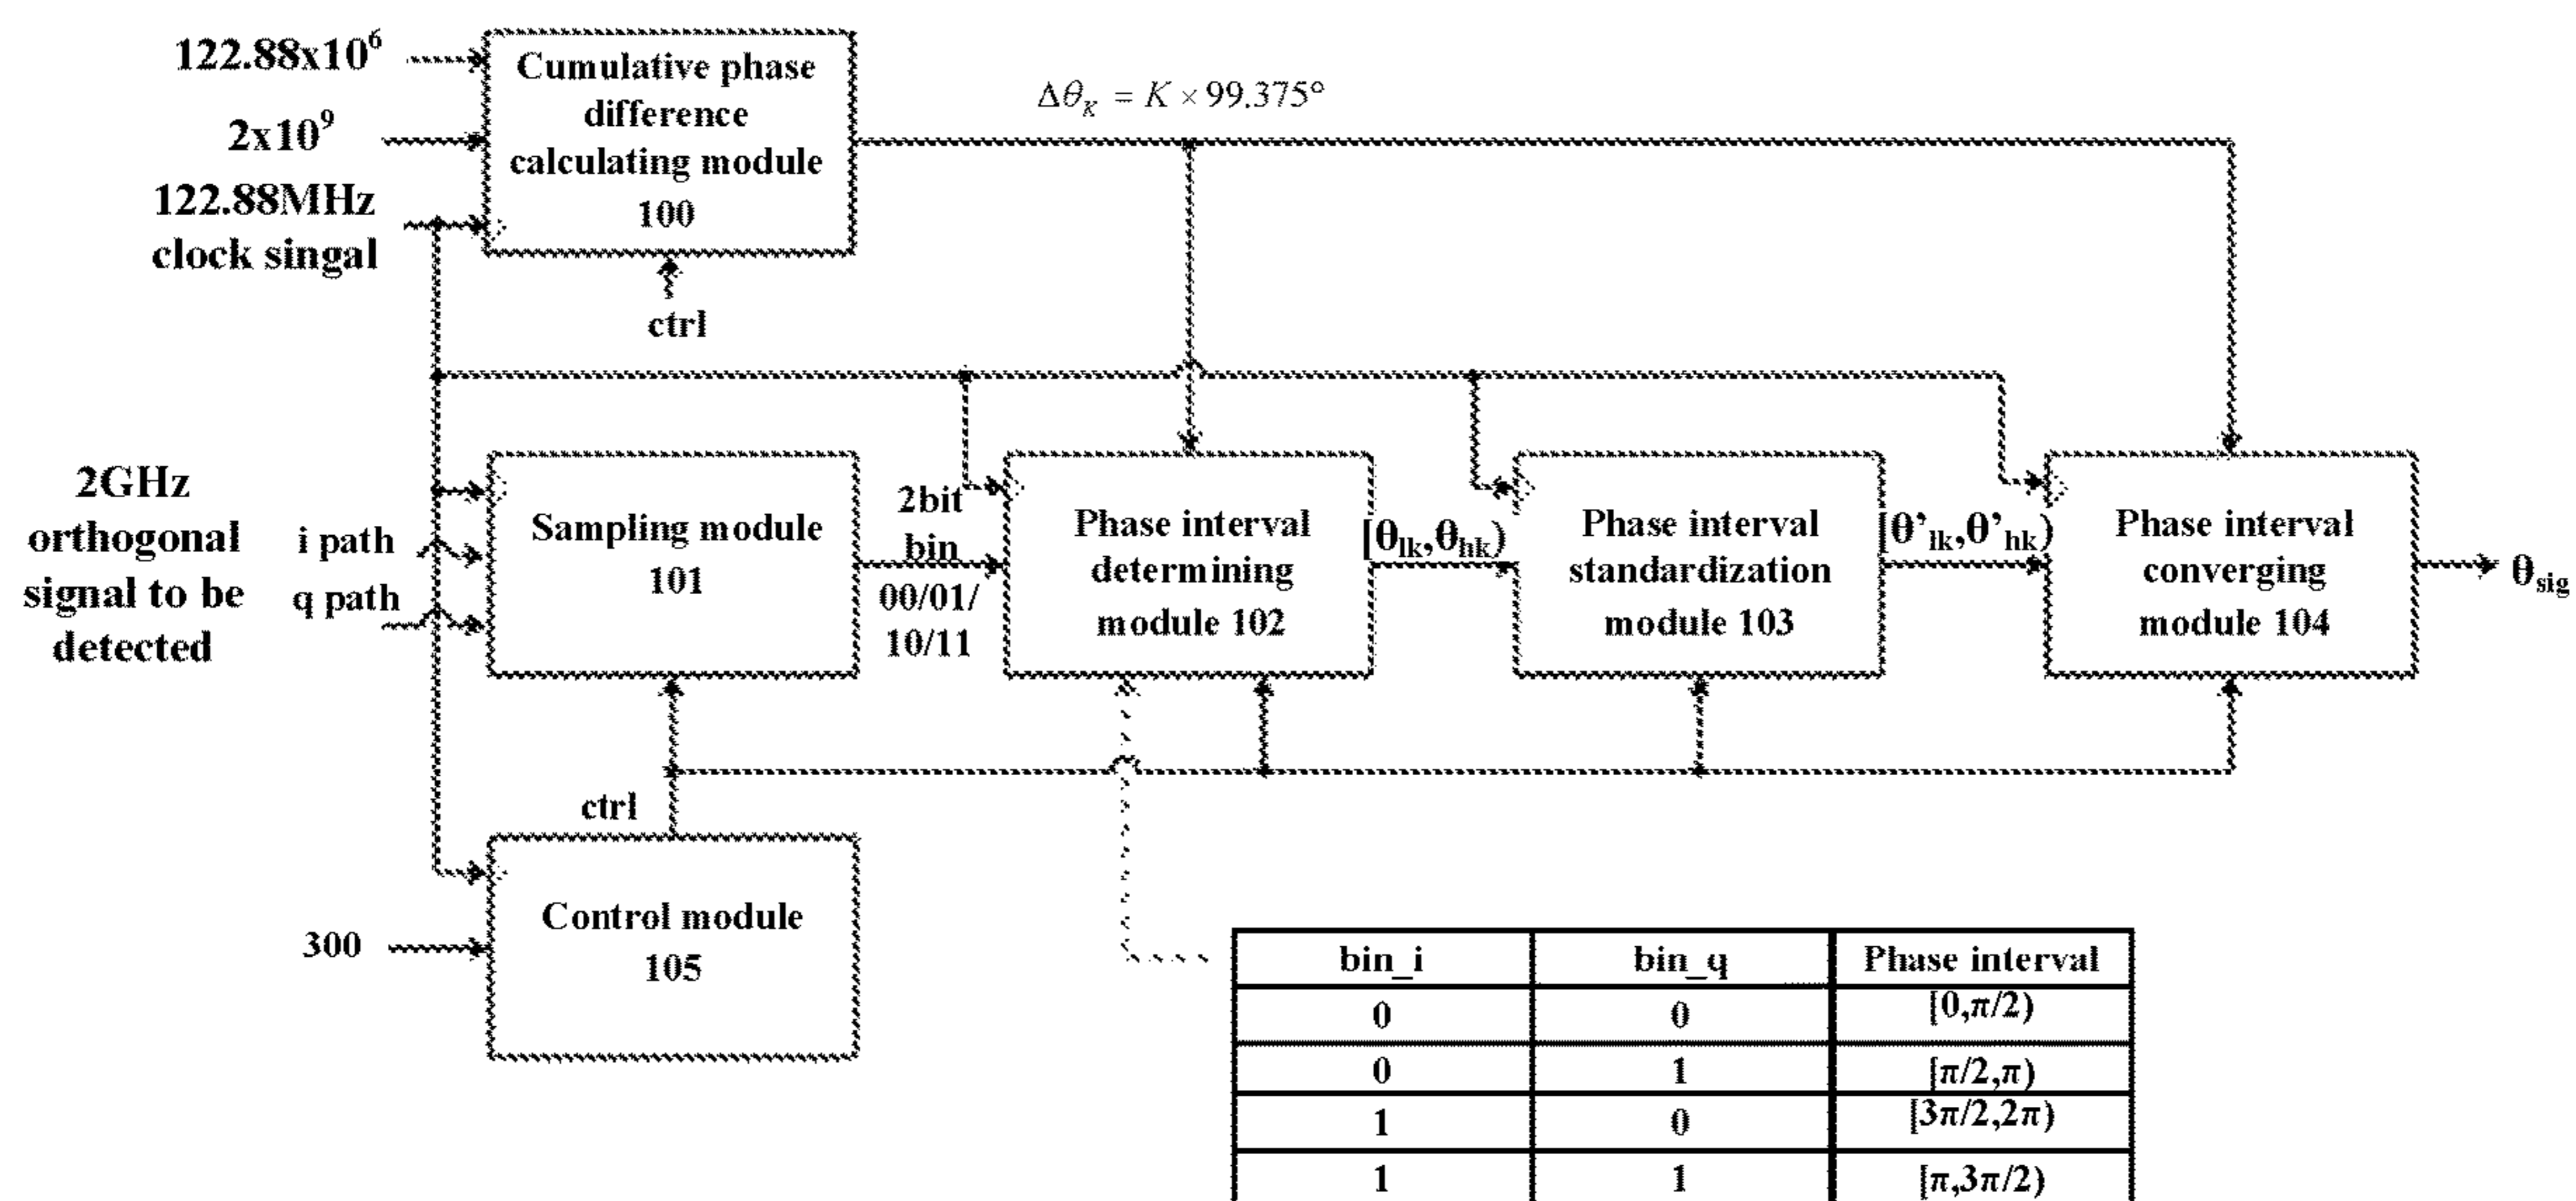 122.88x10⁶
2x10⁹
122.88MHz
clock singal
Cumulative phase
difference
calculating module
100
Δθ_K = K × 99.375°
ctrl
2GHz
orthogonal
signal to be
detected
i path
q path
Sampling module
101
2bit
bin
00/01/
10/11
Phase interval
determining
module 102
[θ_lk,θ_hk)
Phase interval
standardization
module 103
[θ’_lk,θ’_hk)
Phase interval
converging
module 104
θ_sig
ctrl
300
Control module
105
bin_i bin_q Phase interval
0 0 [0,π/2)
0 1 [π/2,π)
1 0 [3π/2,2π)
1 1 [π,3π/2)